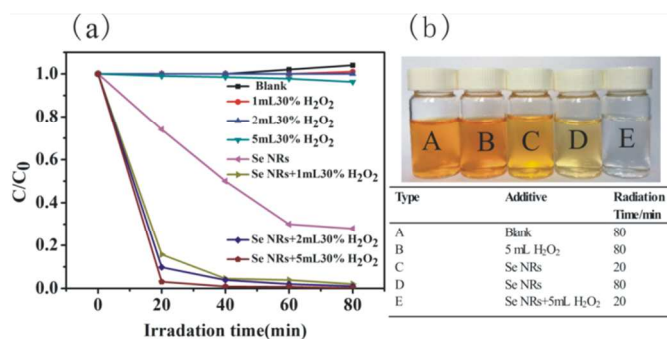 (a)
C/C0
1.0
0.8
0.6
0.4
0.2
0.0
Blank
1mL30% H2O2
2mL30% H2O2
5mL30% H2O2
Se NRs
Se NRs+1mL30% H2O2
Se NRs+2mL30% H2O2
Se NRs+5mL30% H2O2
0 20 40 60 80
Irradation time(min)
(b)
A B C D E
Type Additive Radiation
Time/min
A Blank 80
B 5 mL H2O2 80
C Se NRs 20
D Se NRs 80
E Se NRs+5mL H2O2 20